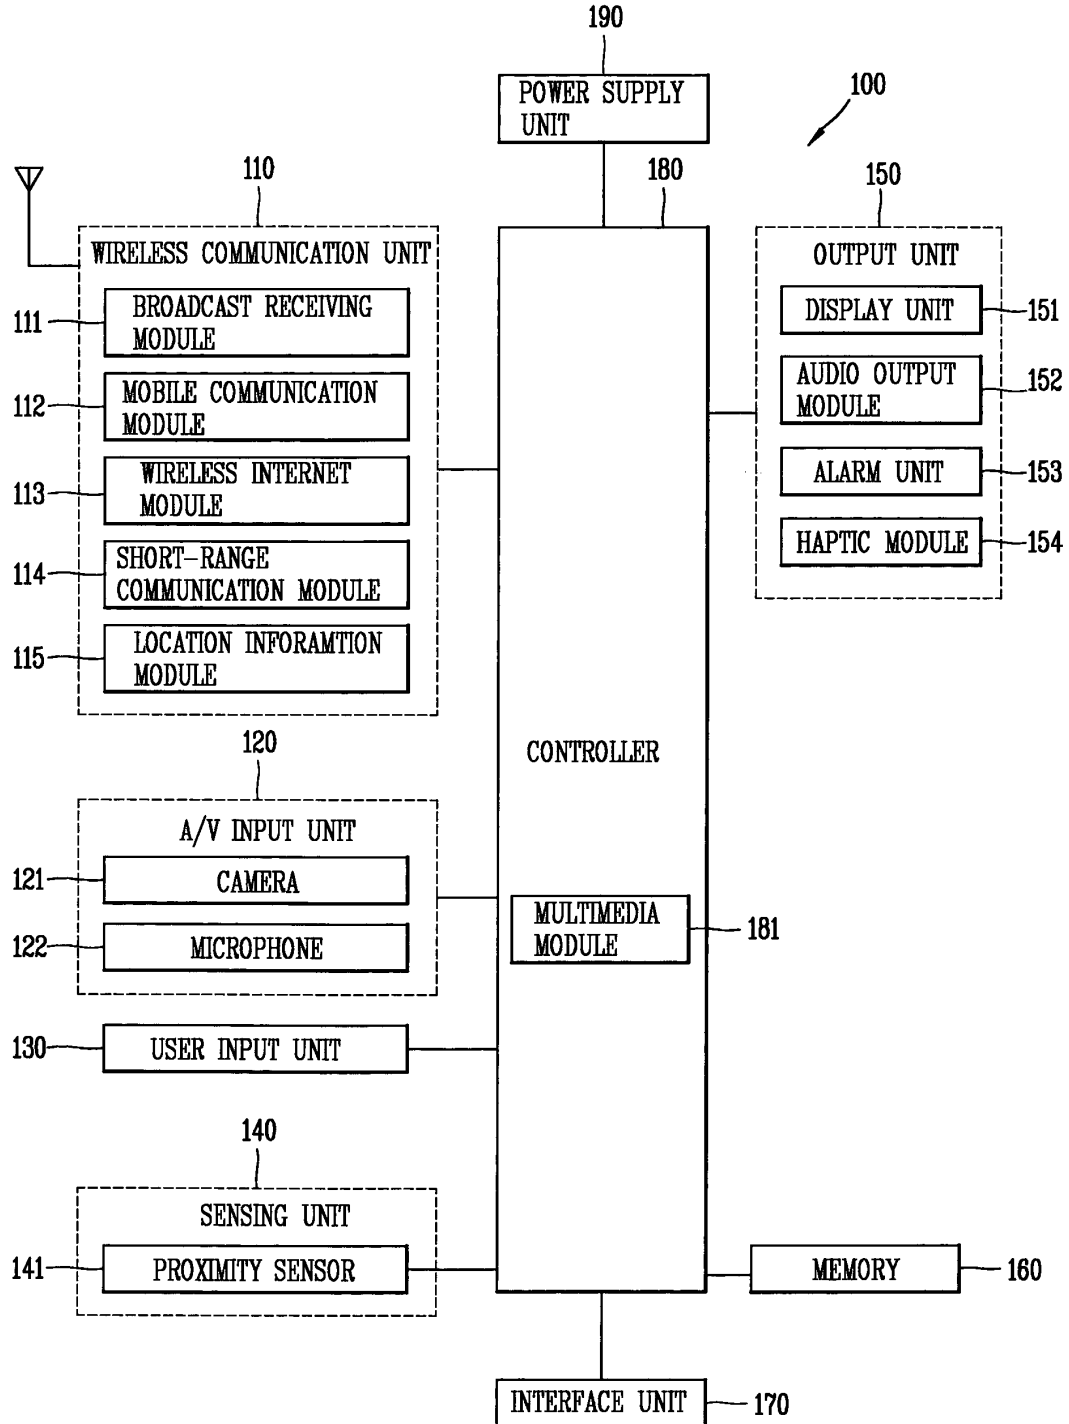 190
POWER SUPPLY
UNIT
100
110
180
150
WIRELESS COMMUNICATION UNIT
OUTPUT UNIT
111
BROADCAST RECEIVING
MODULE
DISPLAY UNIT
151
112
MOBILE COMMUNICATION
MODULE
AUDIO OUTPUT
MODULE
152
113
WIRELESS INTERNET
MODULE
ALARM UNIT
153
114
SHORT-RANGE
COMMUNICATION MODULE
HAPTIC MODULE
154
115
LOCATION INFORAMTION
MODULE
120
CONTROLLER
A/V INPUT UNIT
121
CAMERA
122
MICROPHONE
MULTIMEDIA
MODULE
181
130
USER INPUT UNIT
140
SENSING UNIT
141
PROXIMITY SENSOR
MEMORY
160
INTERFACE UNIT
170